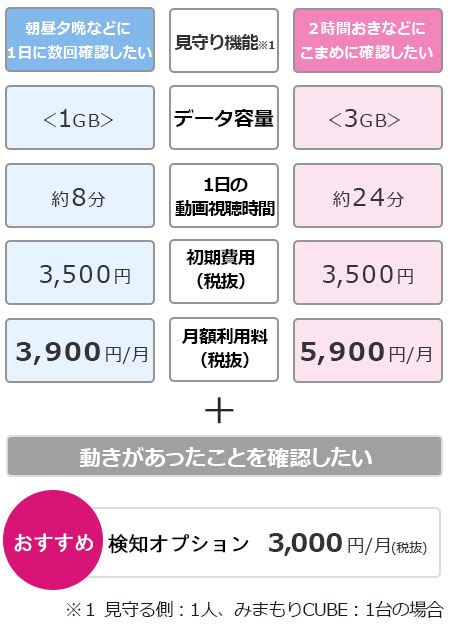 朝昼夕晩などに
1日に数回確認したい
見守り機能※1
２時間おきなどに
こまめに確認したい
＜1GB＞
データ容量
＜3GB＞
約8分
1日の
動画視聴時間
約24分
3,500円
初期費用
（税抜）
3,500円
3,900円/月
月額利用料
（税抜）
5,900円/月
＋
動きがあったことを確認したい
おすすめ
検知オプション 3,000円/月(税抜)
※１ 見守る側：1人、みまもりCUBE：1台の場合